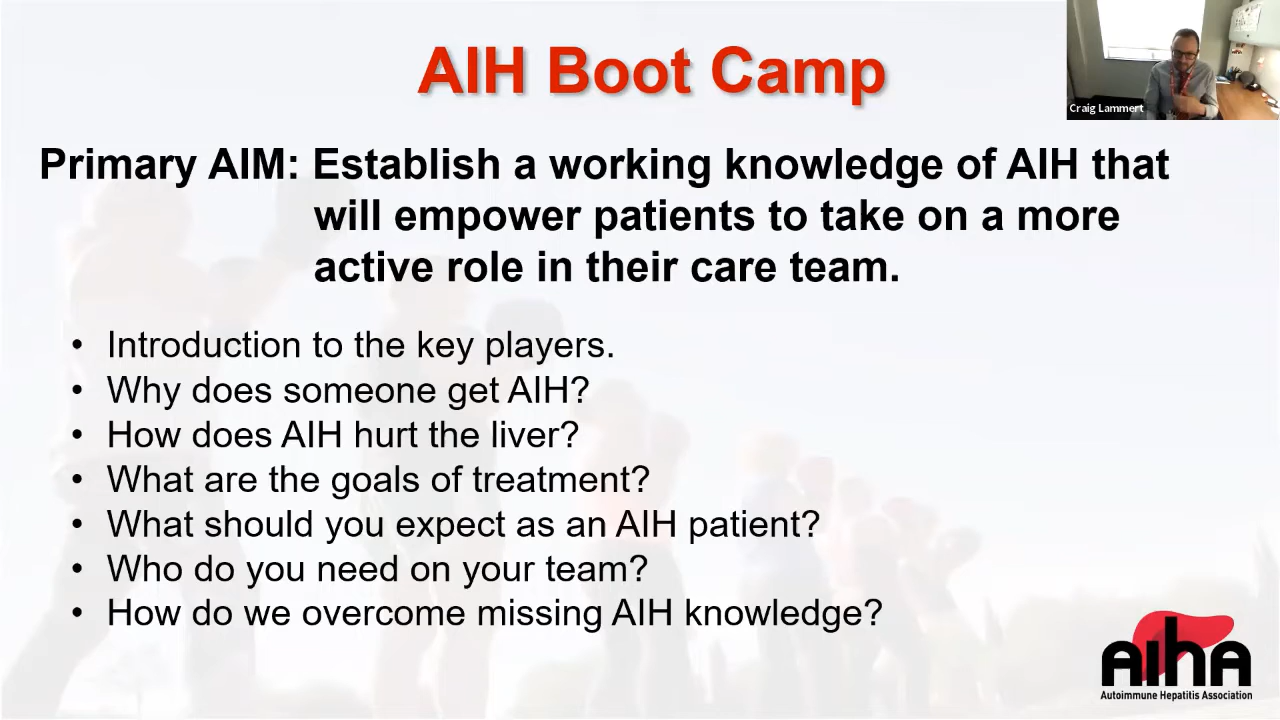 AIH Boot Camp
Craig Lammert
Primary AIM: Establish a working knowledge of AIH that
will empower patients to take on a more
active role in their care team.
• Introduction to the key players.
• Why does someone get AIH?
• How does AIH hurt the liver?
• What are the goals of treatment?
• What should you expect as an AIH patient?
• Who do you need on your team?
• How do we overcome missing AIH knowledge?
AIHA
Autoimmune Hepatitis Association